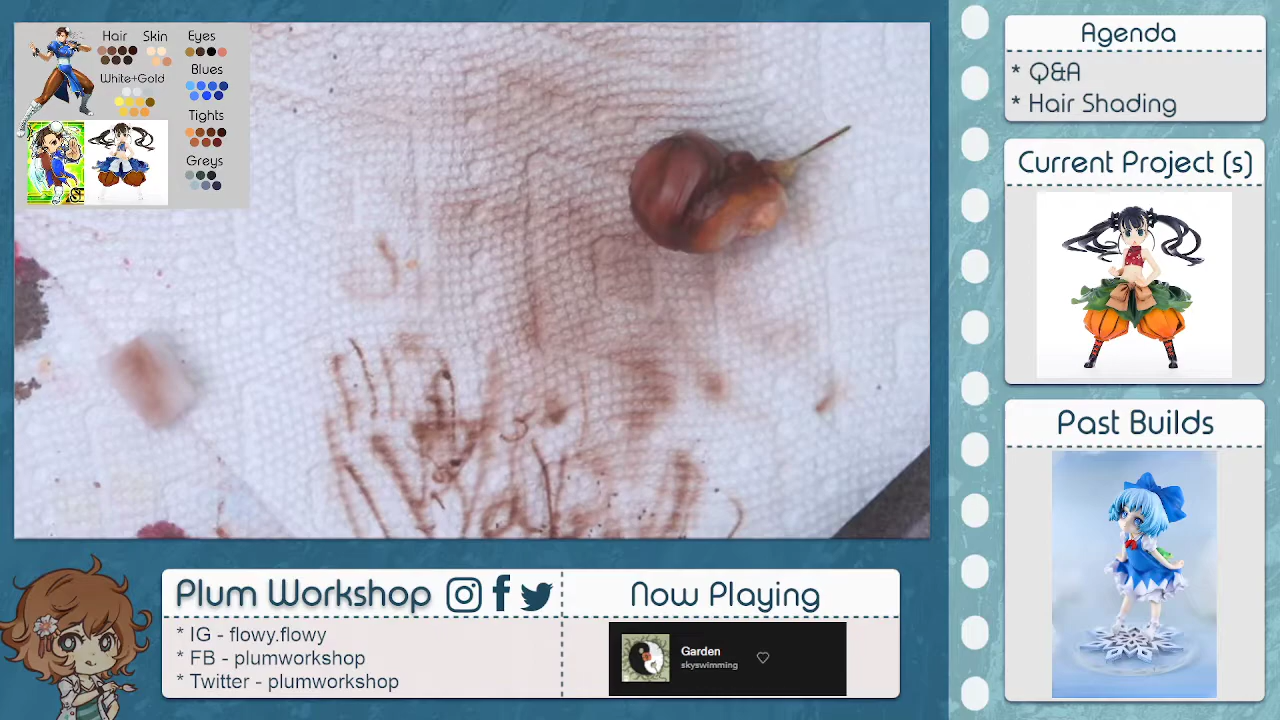 Hair Skin Eyes
White+Gold
Blues
Tights
Greys
Agenda
* Q&A
* Hair Shading
Current Project (s)
Past Builds
Plum Workshop
* IG - flowy.flowy
* FB - plumworkshop
* Twitter - plumworkshop
Now Playing
Garden
skyswimming